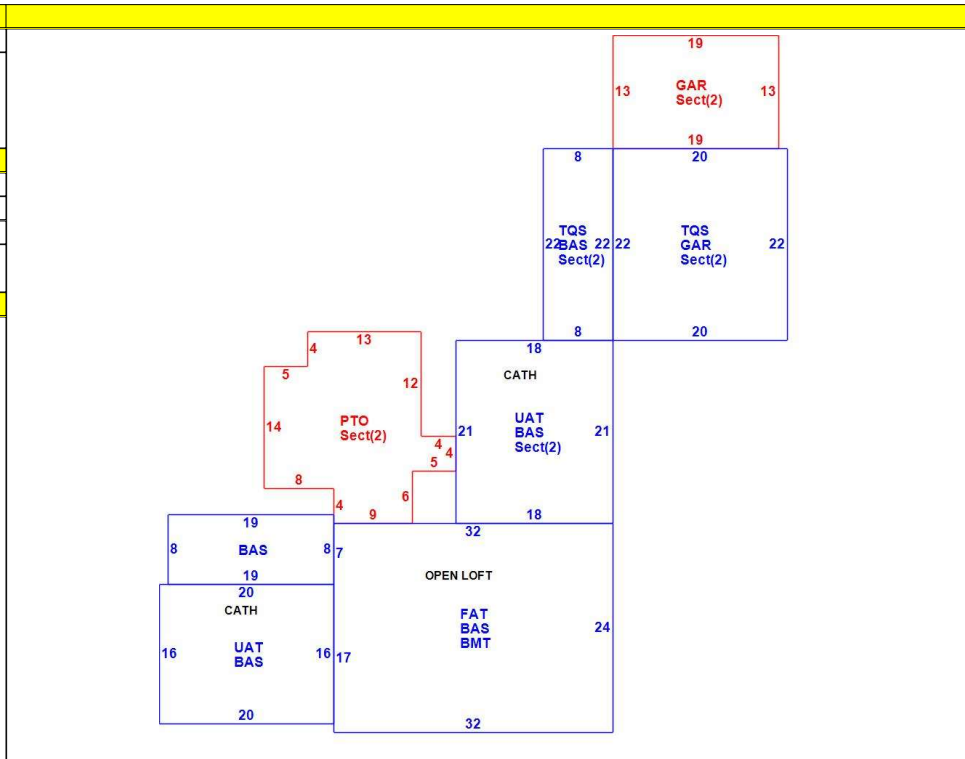 19
13 GAR 13
Sect(2)
19
8 20
TQS TQS
22 BAS 22 22 GAR 22
Sect(2) Sect(2)
8 20
13
4
18
5
CATH
12
14 PTO UAT
Sect(2) 21 BAS 21
Sect(2)
4 4
5
8
6
4
9 18
19 32
8 BAS 8 7
19 OPEN LOFT
20
CATH FAT
BAS 24
BMT
16 UAT 16 17
BAS
20 32